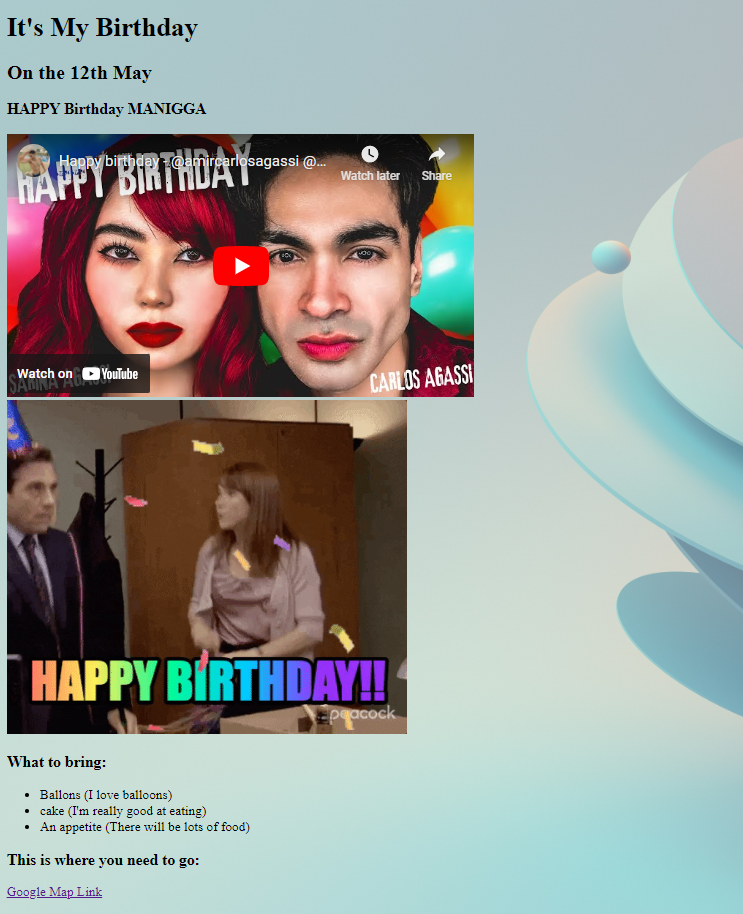 It's My Birthday
On the 12th May
HAPPY Birthday MANIGGA
Happy birthday - @amircarlosagassi @...
Watch later
Share
HAPPY BIRTHDAY
Watch on YouTube
SARINA AGASSI
CARLOS AGASSI
HAPPY BIRTHDAY!!
peacock
What to bring:
Ballons (I love balloons)
cake (I'm really good at eating)
An appetite (There will be lots of food)
This is where you need to go:
Google Map Link